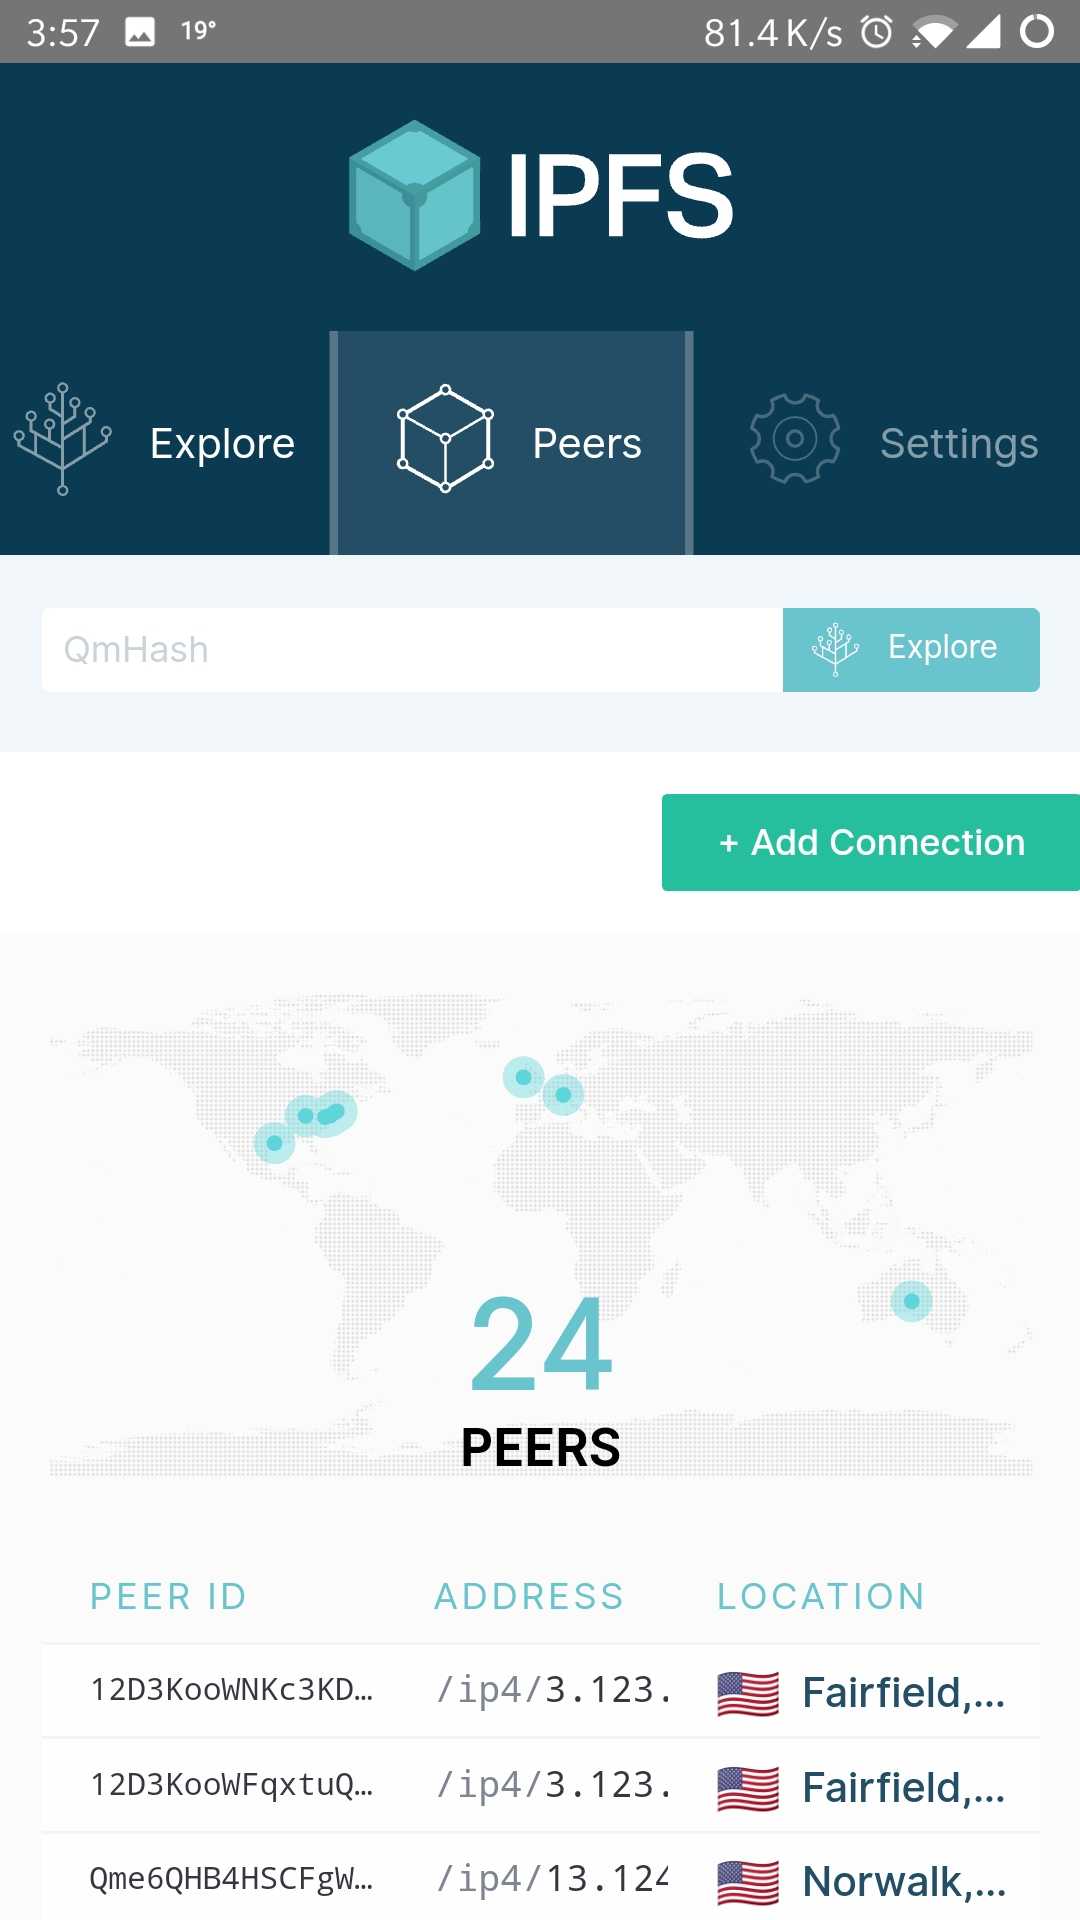 3:57 19° 81.4 K/s
IPFS
Explore Peers Settings
QmHash Explore
+ Add Connection
24
PEERS
PEER ID ADDRESS LOCATION
12D3KooWNKc3KD… /ip4/3.123. Fairfield,…
12D3KooWFqxtuQ… /ip4/3.123. Fairfield,…
Qme6QHB4HSCFgW… /ip4/13.124 Norwalk,…